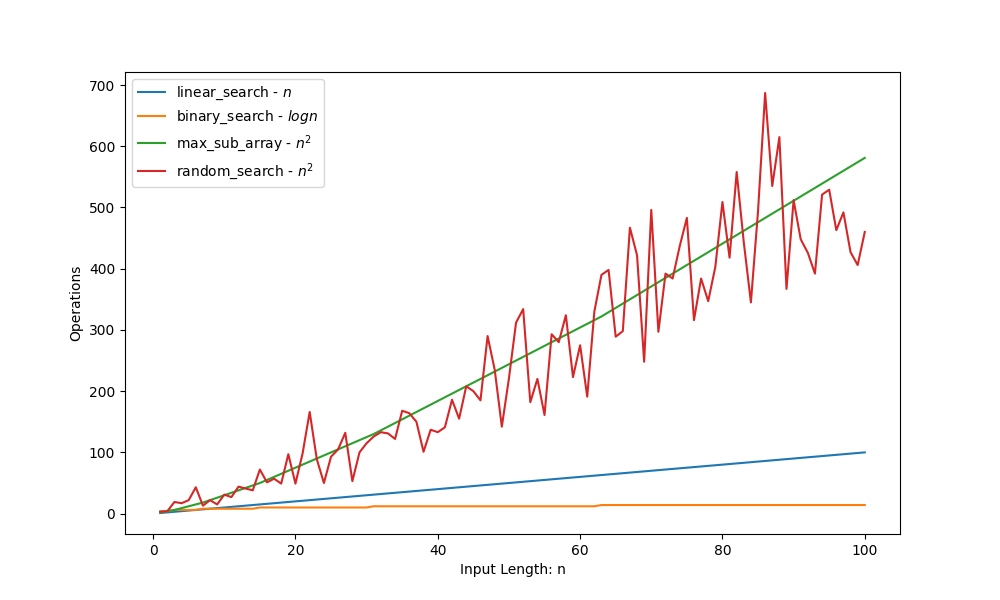 linear_search - n
binary_search - logn
max_sub_array - n²
random_search - n²
700
600
500
400
300
200
100
0
Operations
0 20 40 60 80 100
Input Length: n